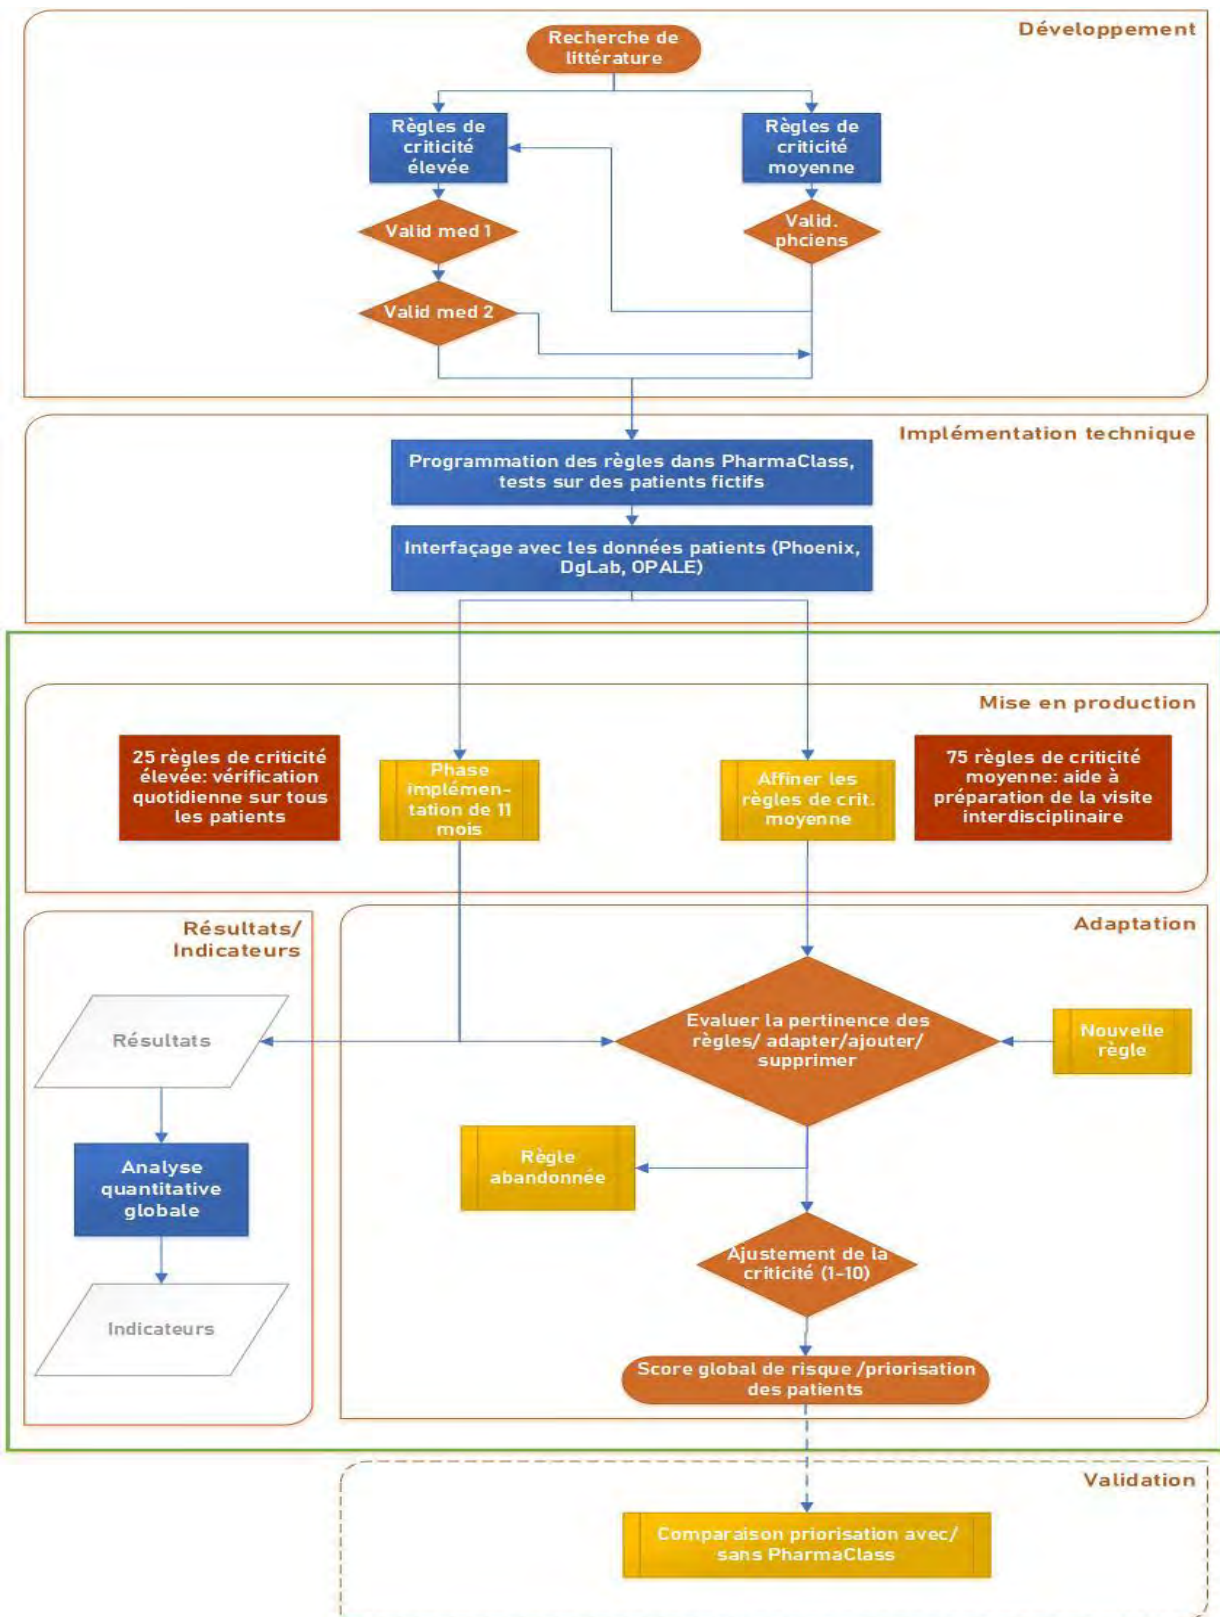 Développement
Recherche de
littérature
Règles de
criticité
élevée
Règles de
criticité
moyenne
Valid med 1
Valid.
phciens
Valid med 2
Implémentation technique
Programmation des règles dans PharmaClass,
tests sur des patients fictifs
Interfaçage avec les données patients (Phoenix,
DgLab, OPALE)
Mise en production
25 règles de criticité
élevée: vérification
quotidienne sur tous
les patients
Phase
implémen-
tation de 11
mois
Affiner les
règles de crit.
moyenne
75 règles de criticité
moyenne: aide à
préparation de la visite
interdisciplinaire
Résultats/
Indicateurs
Adaptation
Résultats
Evaluer la pertinence des
règles/ adapter/ajouter/
supprimer
Nouvelle
règle
Analyse
quantitative
globale
Règle
abandonnée
Ajustement de la
criticité (1-10)
Indicateurs
Score global de risque /priorisation
des patients
Validation
Comparaison priorisation avec/
sans PharmaClass